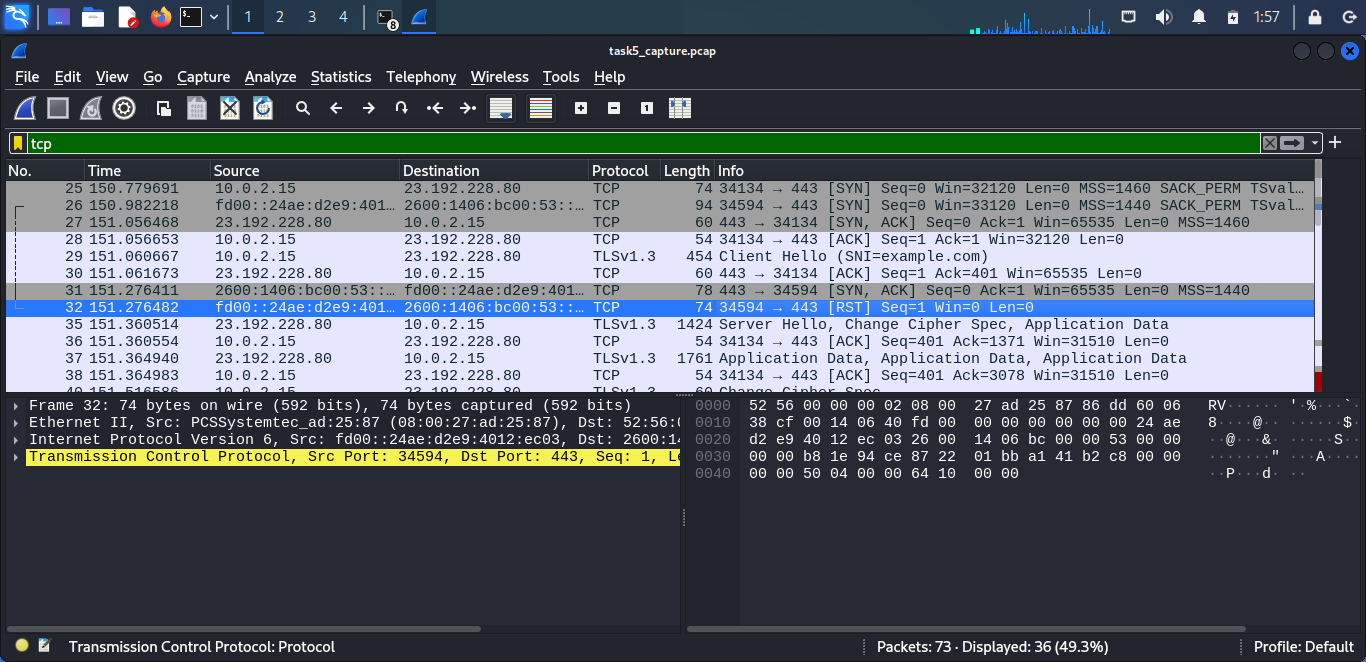 1 2 3 4 8 1:57
task5_capture.pcap
File Edit View Go Capture Analyze Statistics Telephony Wireless Tools Help
tcp
No. Time Source Destination Protocol Length Info
25 150.779691 10.0.2.15 23.192.228.80 TCP 74 34134 → 443 [SYN] Seq=0 Win=32120 Len=0 MSS=1460 SACK_PERM TSval…
26 150.982218 fd00::24ae:d2e9:401… 2600:1406:bc00:53::… TCP 94 34594 → 443 [SYN] Seq=0 Win=33120 Len=0 MSS=1440 SACK_PERM TSval…
27 151.056468 23.192.228.80 10.0.2.15 TCP 60 443 → 34134 [SYN, ACK] Seq=0 Ack=1 Win=65535 Len=0 MSS=1460
28 151.056653 10.0.2.15 23.192.228.80 TCP 54 34134 → 443 [ACK] Seq=1 Ack=1 Win=32120 Len=0
29 151.060667 10.0.2.15 23.192.228.80 TLSv1.3 454 Client Hello (SNI=example.com)
30 151.061673 23.192.228.80 10.0.2.15 TCP 60 443 → 34134 [ACK] Seq=1 Ack=401 Win=65535 Len=0
31 151.276411 2600:1406:bc00:53::… fd00::24ae:d2e9:401… TCP 78 443 → 34594 [SYN, ACK] Seq=0 Ack=1 Win=65535 Len=0 MSS=1440
32 151.276482 fd00::24ae:d2e9:401… 2600:1406:bc00:53::… TCP 74 34594 → 443 [RST] Seq=1 Win=0 Len=0
35 151.360514 23.192.228.80 10.0.2.15 TLSv1.3 1424 Server Hello, Change Cipher Spec, Application Data
36 151.360554 10.0.2.15 23.192.228.80 TCP 54 34134 → 443 [ACK] Seq=401 Ack=1371 Win=31510 Len=0
37 151.364940 23.192.228.80 10.0.2.15 TLSv1.3 1761 Application Data, Application Data, Application Data
38 151.364983 10.0.2.15 23.192.228.80 TCP 54 34134 → 443 [ACK] Seq=401 Ack=3078 Win=31510 Len=0
40 151.516586 10.0.2.15 23.192.228.80 TLSv1.3 60 Change Cipher Spec
Frame 32: 74 bytes on wire (592 bits), 74 bytes captured (592 bits)
Ethernet II, Src: PCSSystemtec_ad:25:87 (08:00:27:ad:25:87), Dst: 52:56:0
Internet Protocol Version 6, Src: fd00::24ae:d2e9:4012:ec03, Dst: 2600:14
Transmission Control Protocol, Src Port: 34594, Dst Port: 443, Seq: 1, Le
0000 52 56 00 00 00 02 08 00 27 ad 25 87 86 dd 60 06 RV······ '·%···`·
0010 38 cf 00 14 06 40 fd 00 00 00 00 00 00 00 24 ae 8····@·· ······$·
0020 d2 e9 40 12 ec 03 26 00 14 06 bc 00 00 53 00 00 ··@···&· ·····S··
0030 00 00 b8 1e 94 ce 87 22 01 bb a1 41 b2 c8 00 00 ·······" ···A····
0040 00 00 50 04 00 00 64 10 00 00 ··P···d· ··
Transmission Control Protocol: Protocol
Packets: 73 · Displayed: 36 (49.3%)
Profile: Default